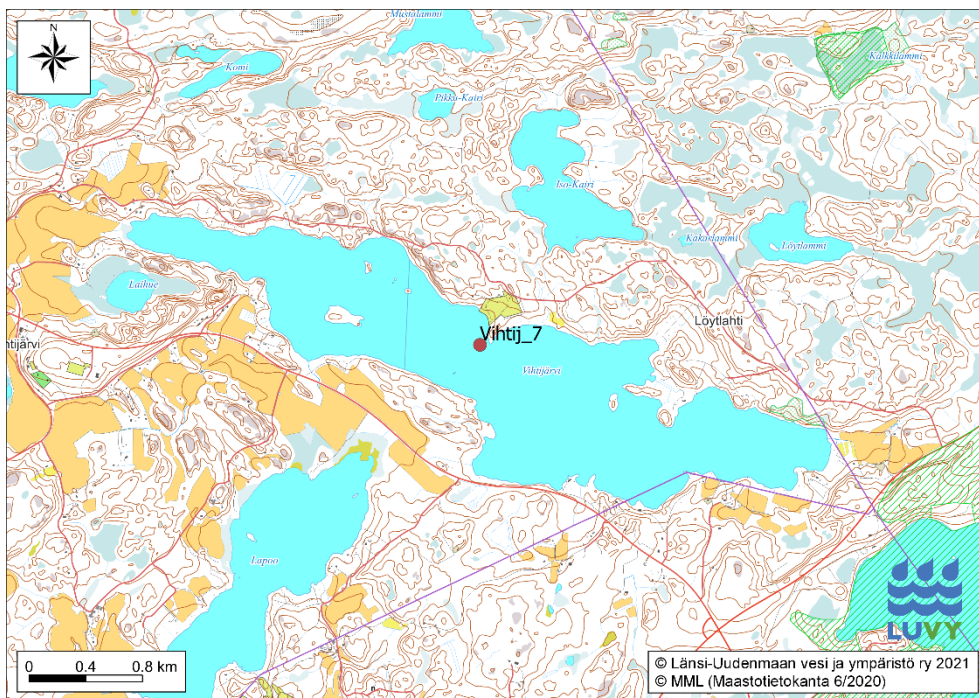 N
Mustalammi
Komi
Kalkkilammi
Pikku-Kairi
Iso-Kairi
Kakarlammi
Löytlammi
Laihue
Löytlahti
Vihtij_7
htijärvi
Vihtijärvi
Lapoo
LUVY
0 0.4 0.8 km
© Länsi-Uudenmaan vesi ja ympäristö ry 2021
© MML (Maastotietokanta 6/2020)